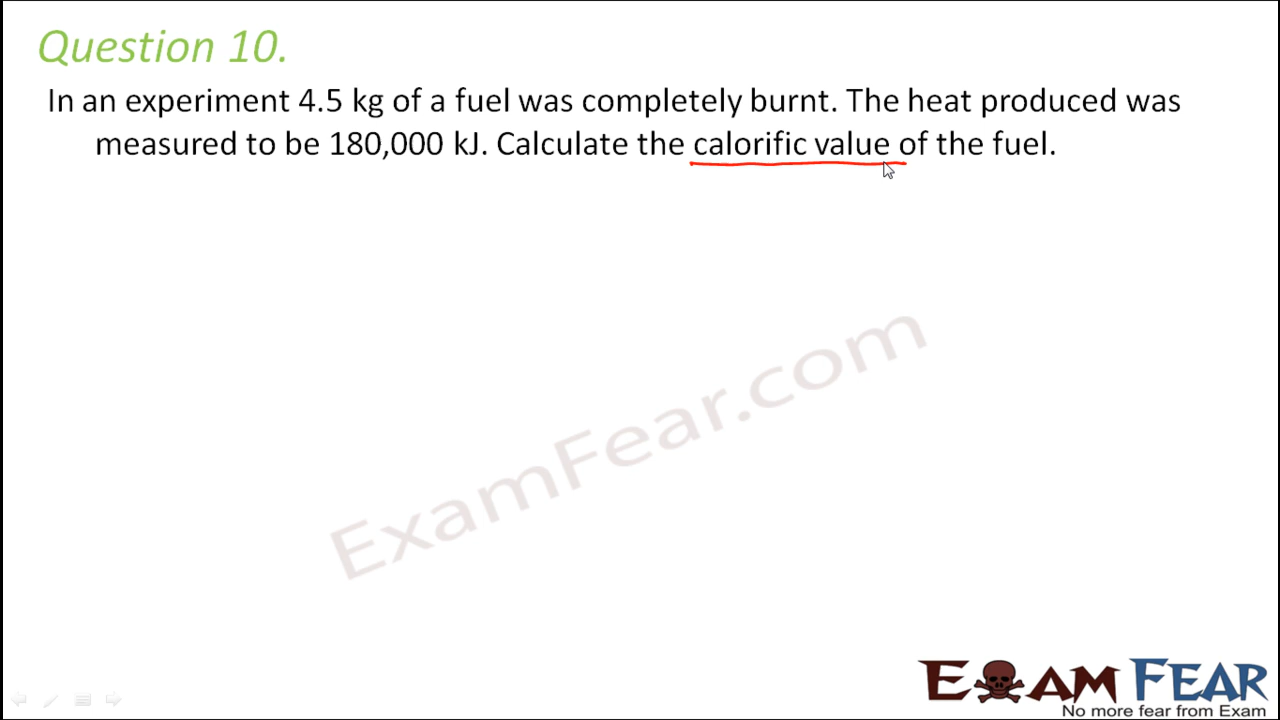 Question 10.
In an experiment 4.5 kg of a fuel was completely burnt. The heat produced was
measured to be 180,000 kJ. Calculate the calorific value of the fuel.
ExamFear.com
EXAM FEAR
No more fear from Exam